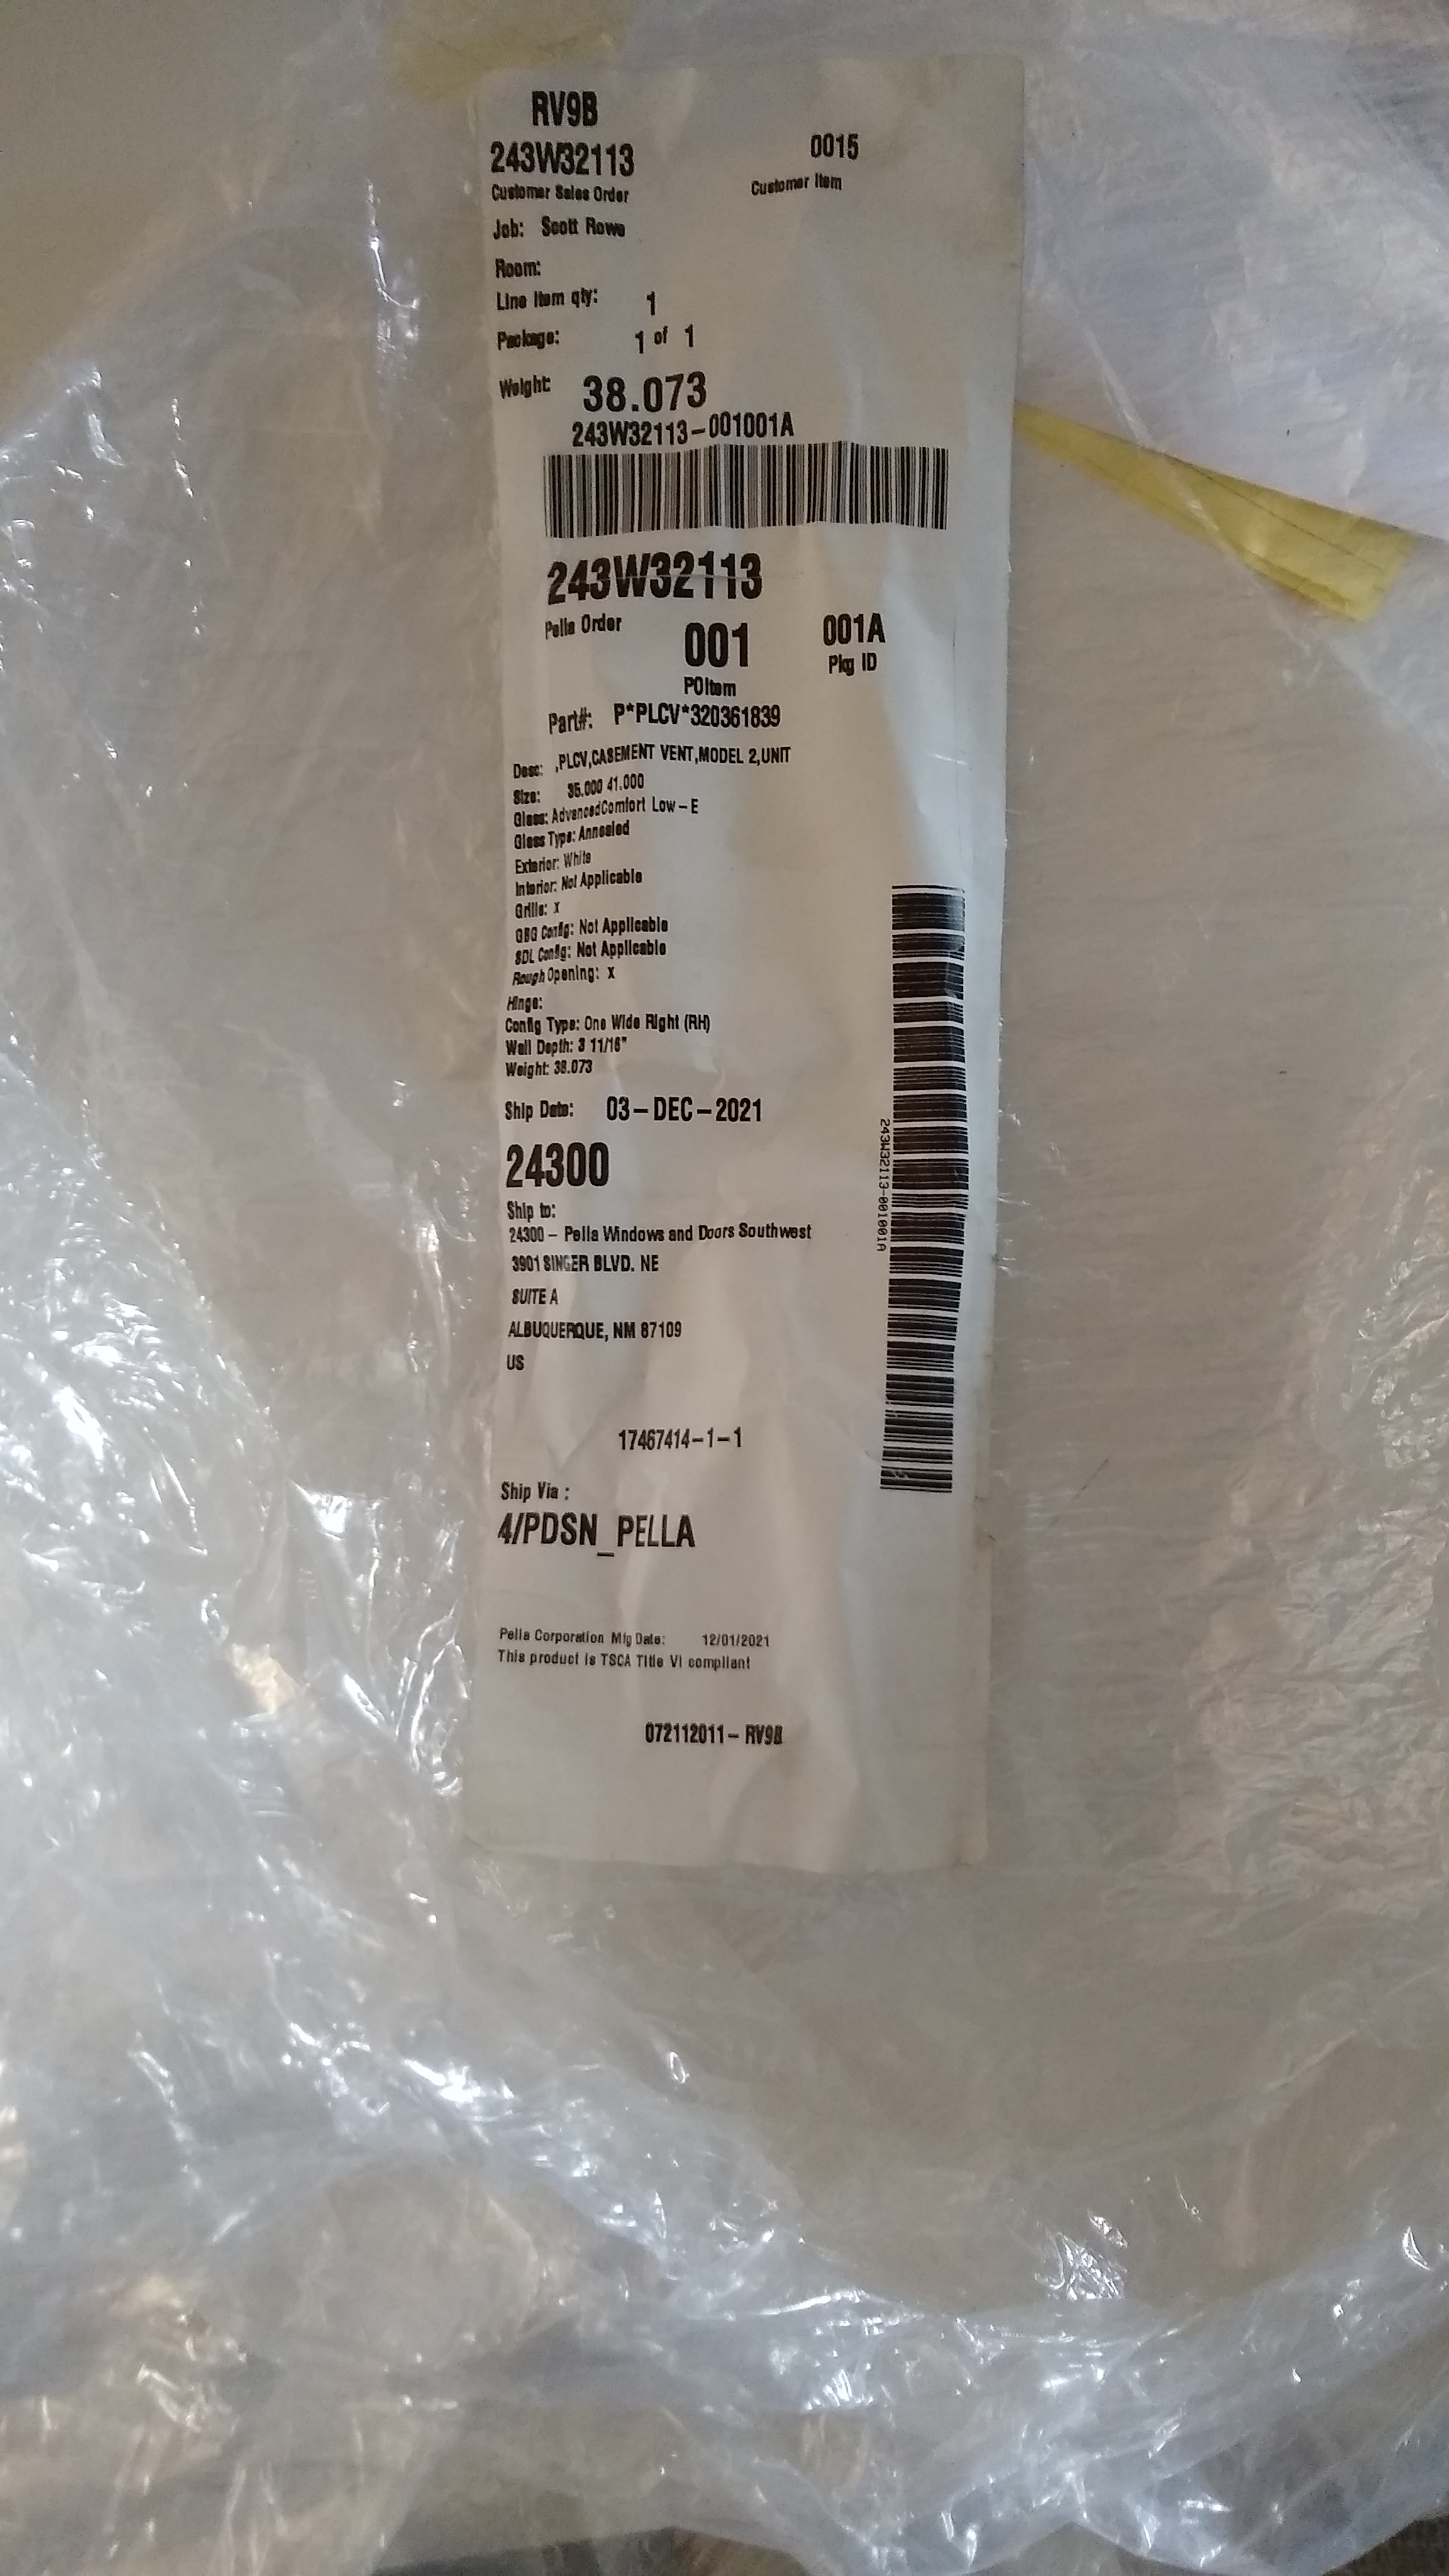 RV9B
243W32113 0015
Customer Sales Order Customer Item
Job: Scott Rowe
Room:
Line Item qty: 1
Package: 1 of 1
Weight: 38.073
243W32113-001001A
243W32113
Pella Order 001 001A
POItem Pkg ID
Part#: P*PLCV*320361839
Desc: ,PLCV,CASEMENT VENT,MODEL 2,UNIT
Size: 35.000 41.000
Glass: AdvancedComfort Low-E
Glass Type: Annealed
Exterior: White
Interior: Not Applicable
Grille: x
GBG Config: Not Applicable
SDL Config: Not Applicable
Rough Opening: x
Hinge:
Config Type: One Wide Right (RH)
Wall Depth: 3 11/16"
Weight: 38.073
243W32113-001001A
Ship Date: 03-DEC-2021
24300
Ship to:
24300 - Pella Windows and Doors Southwest
3901 SINGER BLVD. NE
SUITE A
ALBUQUERQUE, NM 87109
US
17467414-1-1
Ship Via :
4/PDSN_PELLA
Pella Corporation Mfg Date: 12/01/2021
This product is TSCA Title VI compliant
072112011- RV9B